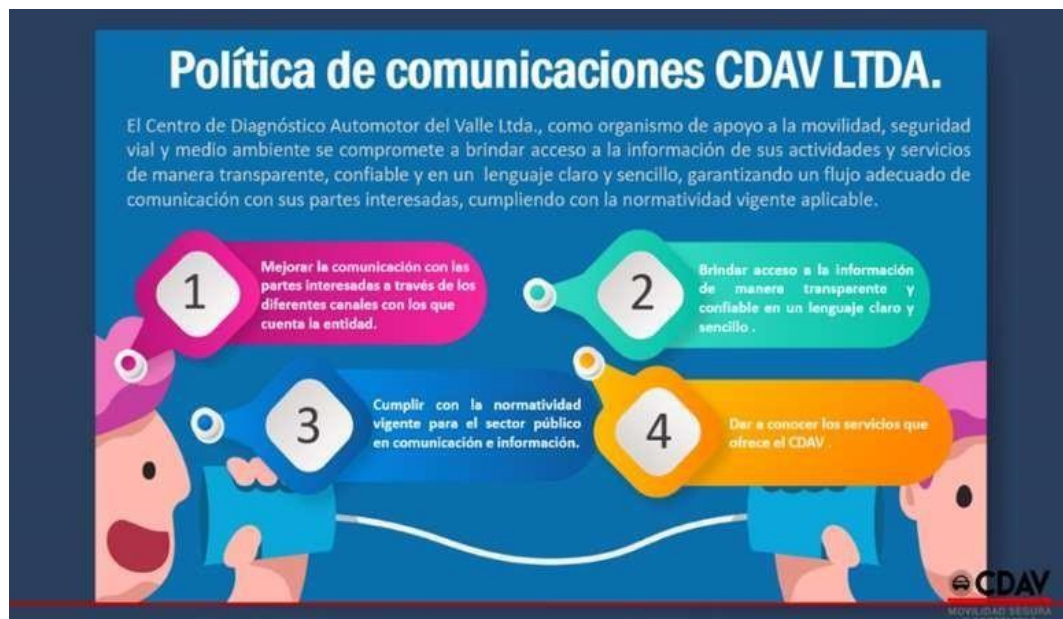 Política de comunicaciones CDAV LTDA.
El Centro de Diagnóstico Automotor del Valle Ltda., como organismo de apoyo a la movilidad, seguridad
vial y medio ambiente se compromete a brindar acceso a la información de sus actividades y servicios
de manera transparente, confiable y en un lenguaje claro y sencillo, garantizando un flujo adecuado de
comunicación con sus partes interesadas, cumpliendo con la normatividad vigente aplicable.
1
Mejorar la comunicación con las
partes interesadas a través de los
diferentes canales con los que
cuenta la entidad.
2
Brindar acceso a la información
de manera transparente y
confiable en un lenguaje claro y
sencillo .
3
Cumplir con la normatividad
vigente para el sector público
en comunicación e información.
4
Dar a conocer los servicios que
ofrece el CDAV .
CDAV
MOVILIDAD SEGURA